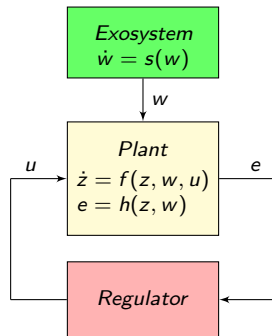 Exosystem
ẇ = s(w)
w
Plant
u
ż = f(z, w, u)
e
e = h(z, w)
Regulator